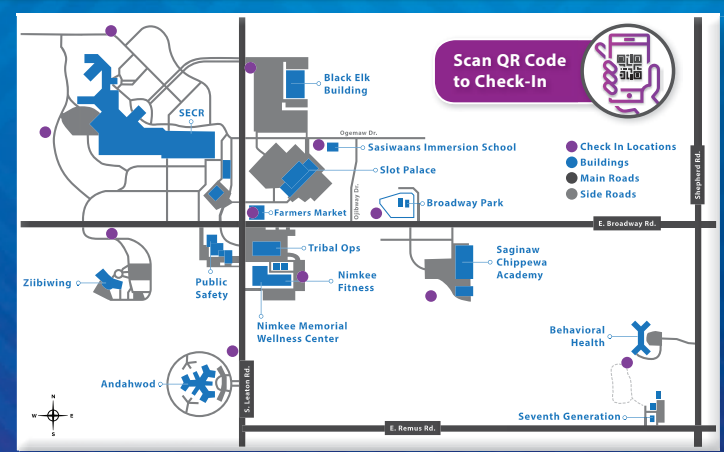 Scan QR Code
to Check-In
Black Elk
Building
SECR
Ogemaw Dr.
Sasiwaans Immersion School
Check In Locations
Buildings
Main Roads
Side Roads
Slot Palace
Shepherd Rd.
Ojibway Dr.
Broadway Park
Farmers Market
E. Broadway Rd.
Tribal Ops
Saginaw
Chippewa
Academy
Ziibiwing
Public
Safety
Nimkee
Fitness
Nimkee Memorial
Wellness Center
Behavioral
Health
Andahwod
S. Leaton Rd.
N
W
E
S
Seventh Generation
E. Remus Rd.